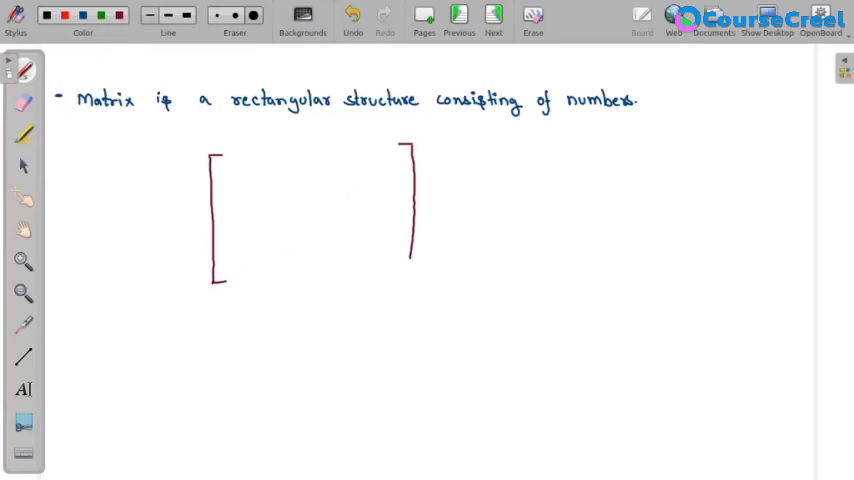 Stylus
Color
Line
Eraser
Backgrounds
Undo
Redo
Pages
Previous
Next
Erase
Board
Web
Documents
Show Desktop
OpenBoard
CourseCreel
- Matrix is a rectangular structure consisting of numbers.